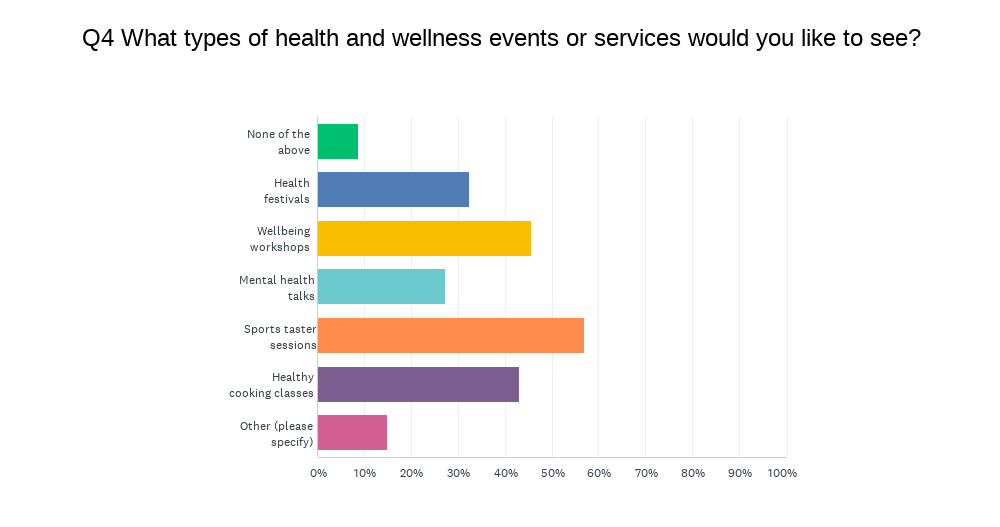 Q4 What types of health and wellness events or services would you like to see?
None of the
above
Health
festivals
Wellbeing
workshops
Mental health
talks
Sports taster
sessions
Healthy
cooking classes
Other (please
specify)
0% 10% 20% 30% 40% 50% 60% 70% 80% 90% 100%